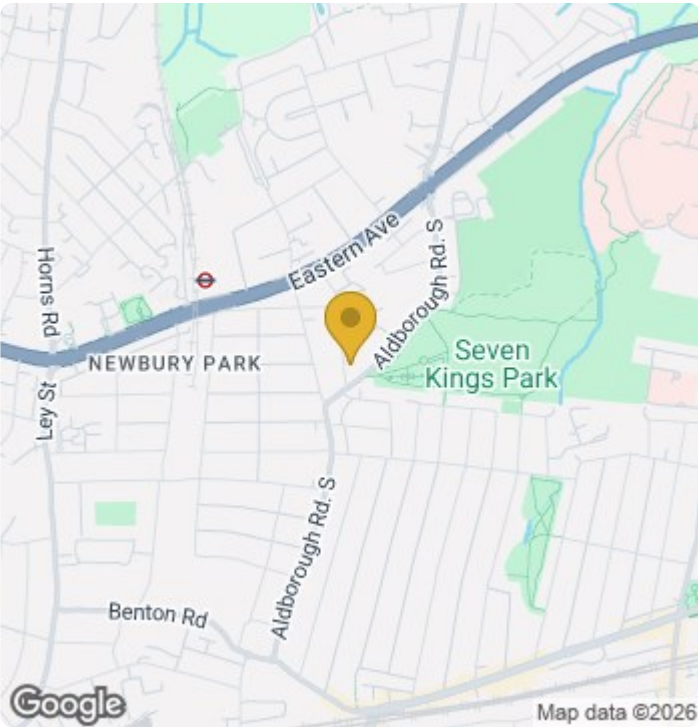 Eastern Ave
Horns Rd
Aldborough Rd. S
NEWBURY PARK
Seven
Kings Park
Ley St
Aldborough Rd. S
Benton Rd
Google
Map data ©2026